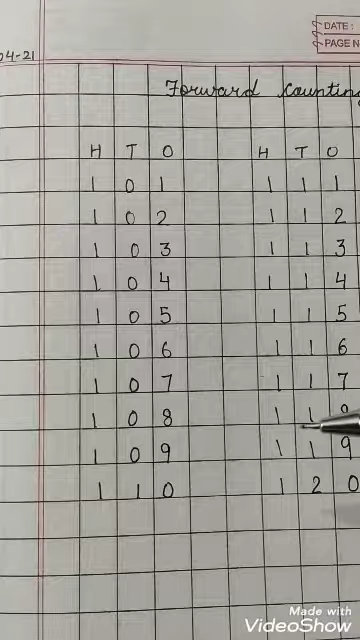 DATE :
PAGE N
04-21
Forward Counting
H T O H T O
1 0 1 1 1 1
1 0 2 1 1 2
1 0 3 1 1 3
1 0 4 1 1 4
1 0 5 1 1 5
1 0 6 1 1 6
1 0 7 1 1 7
1 0 8 1 1
1 0 9 1 1 9
1 1 0 1 2 0
Made with
VideoShow